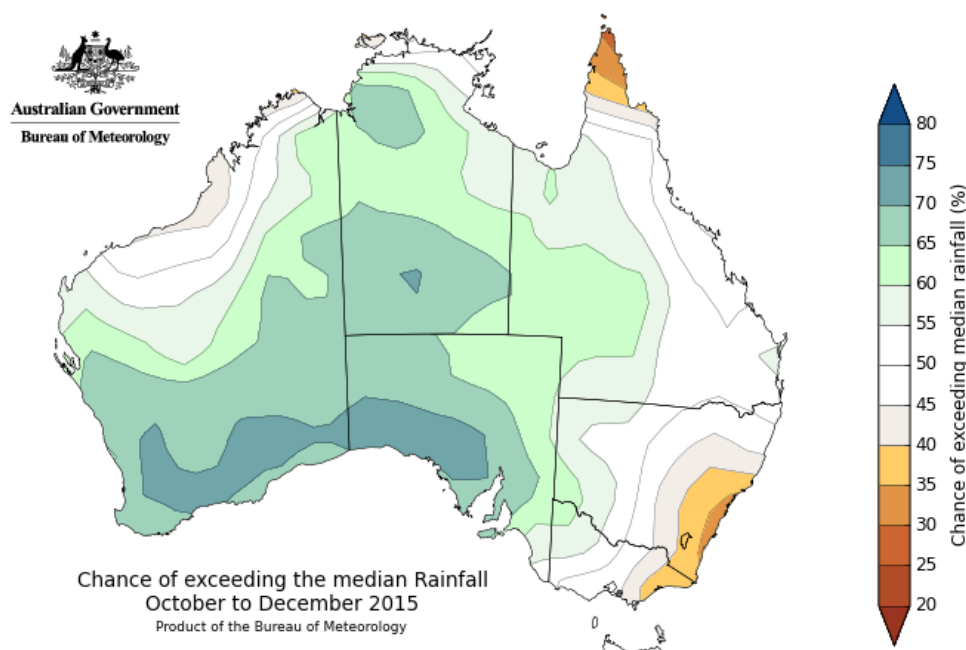 Australian Government
Bureau of Meteorology
80
75
70
65
60
55
50
45
40
35
30
25
20
Chance of exceeding median rainfall (%)
Chance of exceeding the median Rainfall
October to December 2015
Product of the Bureau of Meteorology